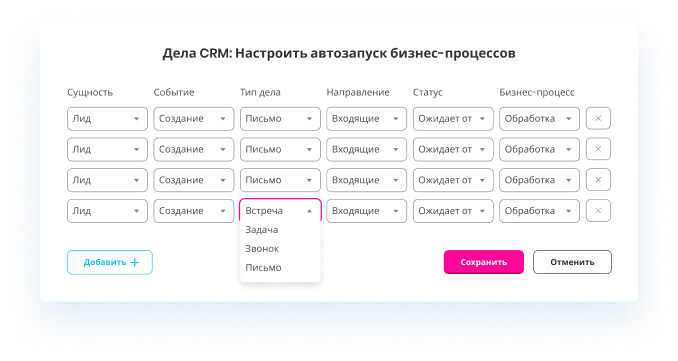 Дела CRM: Настроить автозапуск бизнес-процессов
Сущность Событие Тип дела Направление Статус Бизнес-процесс
Лид Создание Письмо Входящие Ожидает от Обработка
Лид Создание Письмо Входящие Ожидает от Обработка
Лид Создание Письмо Входящие Ожидает от Обработка
Лид Создание Встреча Входящие Ожидает от Обработка
Задача
Звонок
Письмо
Добавить + Сохранить Отменить